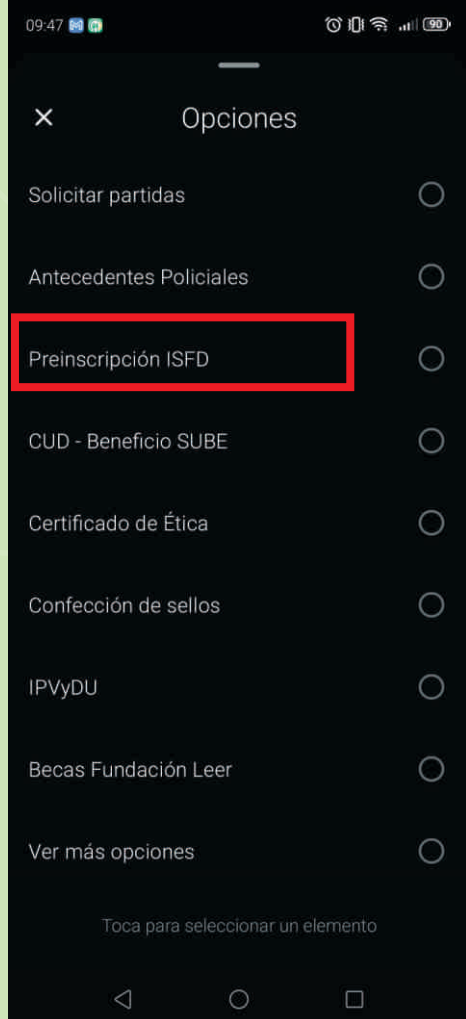 09:47
90
Opciones
Solicitar partidas
Antecedentes Policiales
Preinscripción ISFD
CUD - Beneficio SUBE
Certificado de Ética
Confección de sellos
IPVyDU
Becas Fundación Leer
Ver más opciones
Toca para seleccionar un elemento